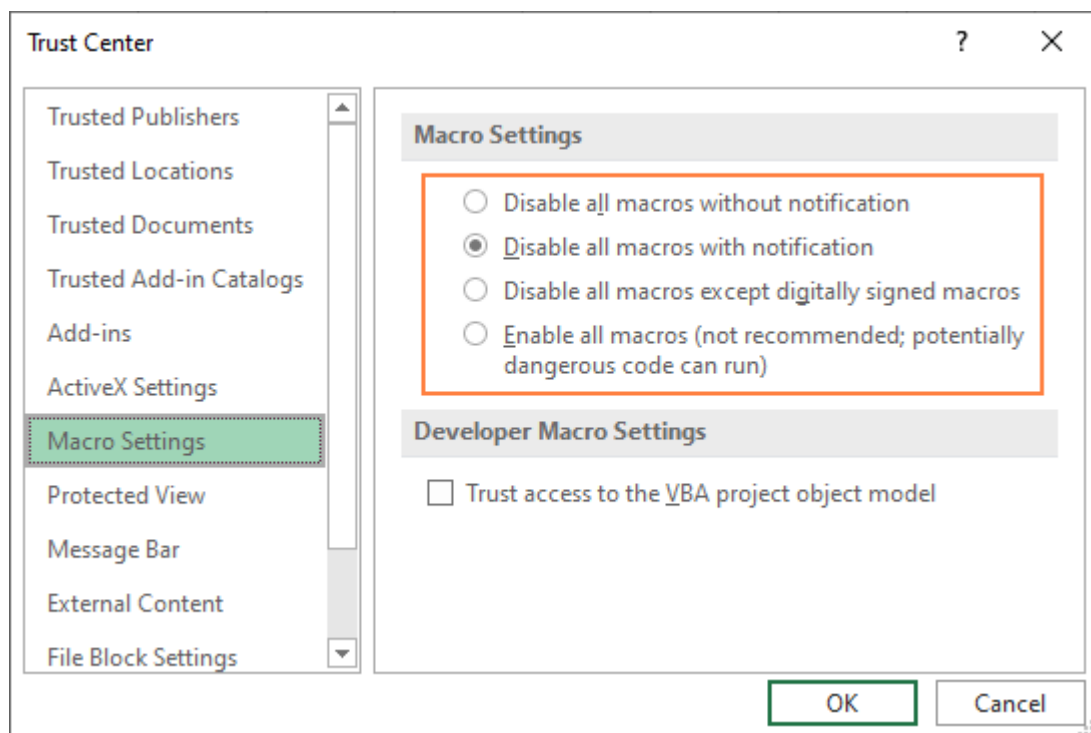 Trust Center
?
Trusted Publishers
Trusted Locations
Trusted Documents
Trusted Add-in Catalogs
Add-ins
ActiveX Settings
Macro Settings
Protected View
Message Bar
External Content
File Block Settings
Macro Settings
Disable all macros without notification
Disable all macros with notification
Disable all macros except digitally signed macros
Enable all macros (not recommended; potentially
dangerous code can run)
Developer Macro Settings
Trust access to the VBA project object model
OK
Cancel